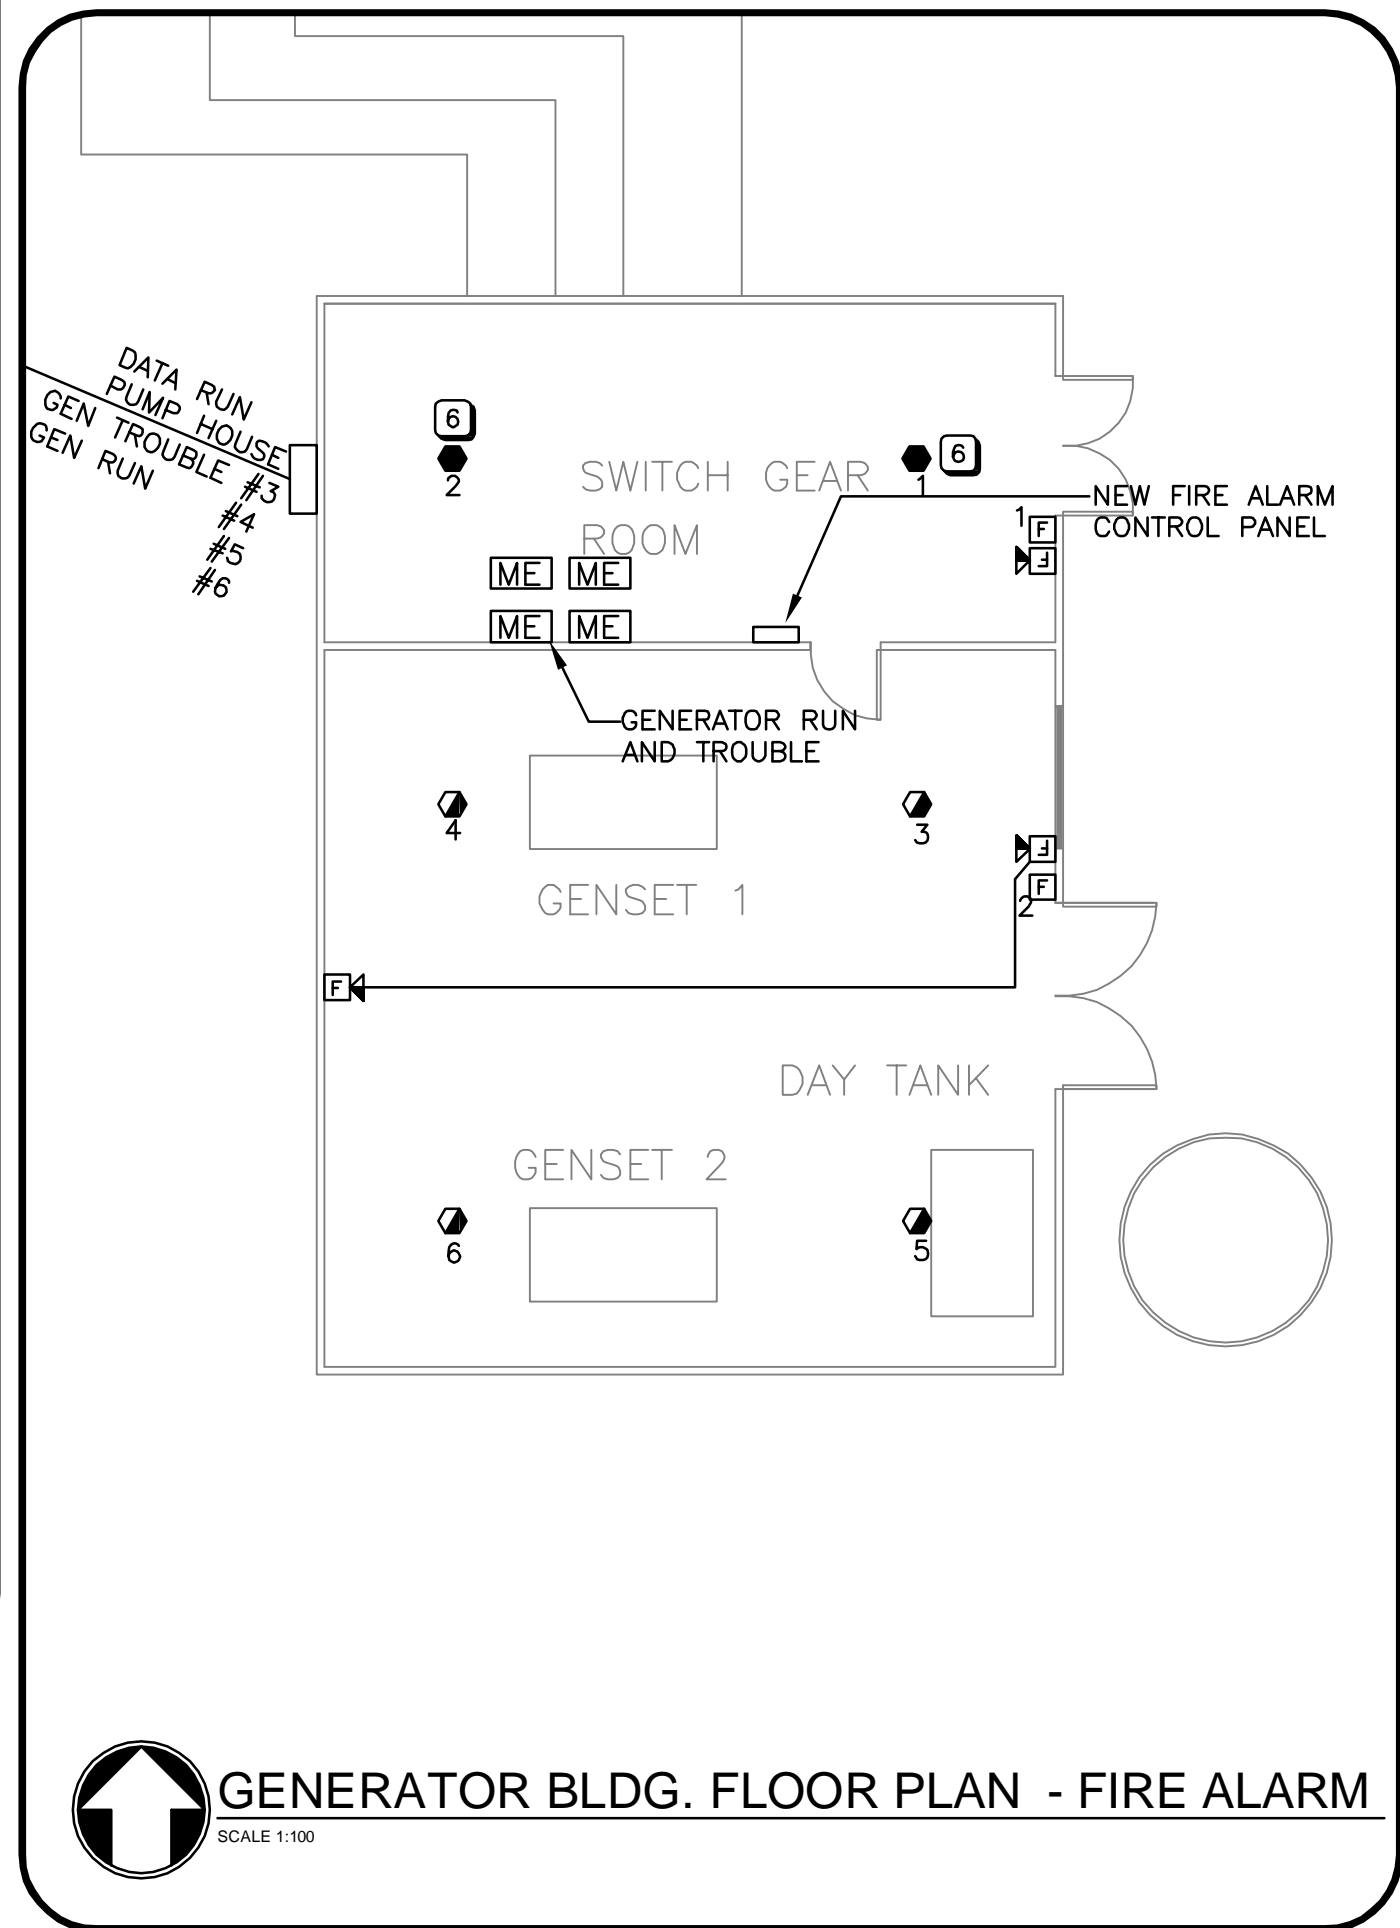 DATA RUN
PUMP HOUSE
GEN TROUBLE
GEN RUN
#3
#4
#5
#6
6
2
SWITCH GEAR
ROOM
6
1
NEW FIRE ALARM
CONTROL PANEL
1
F
F
ME ME
ME ME
GENERATOR RUN
AND TROUBLE
4
3
F
F
2
GENSET 1
F
DAY TANK
GENSET 2
6
5
GENERATOR BLDG. FLOOR PLAN - FIRE ALARM
SCALE 1:100